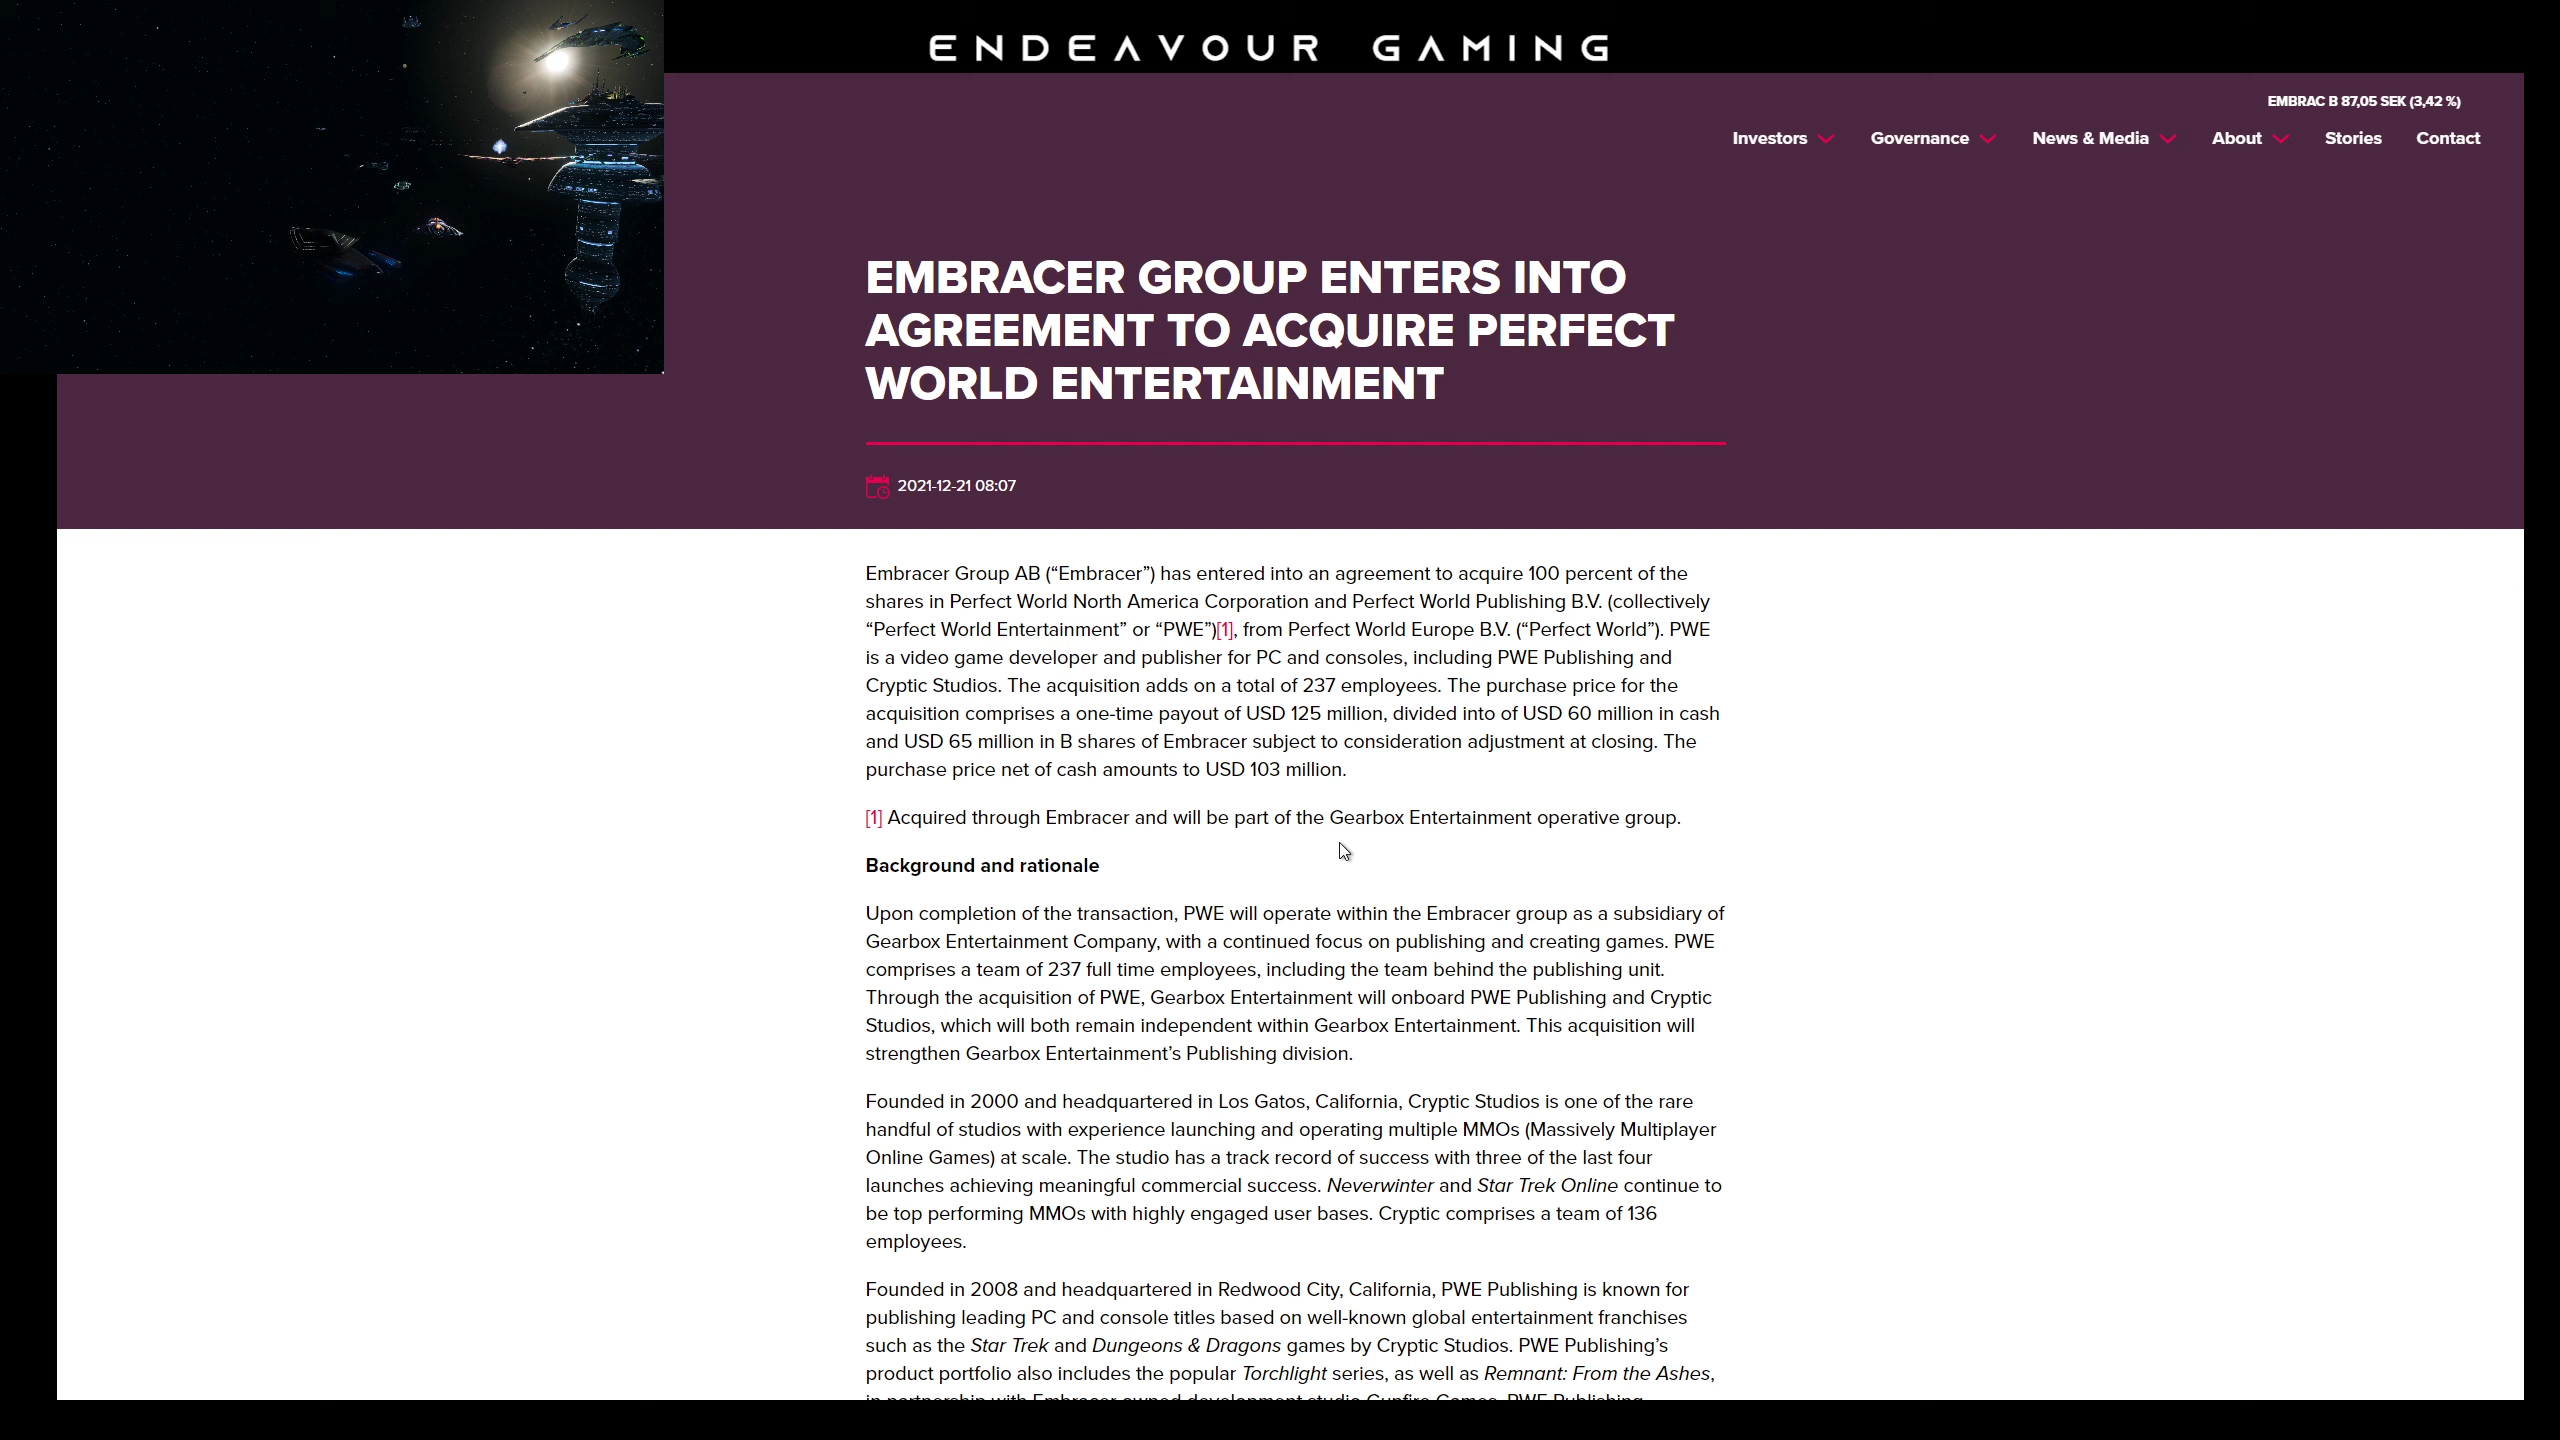 ENDEAVOUR GAMING
EMBRAC B 87,05 SEK (3,42 %)
Investors Governance News & Media About Stories Contact
EMBRACER GROUP ENTERS INTO
AGREEMENT TO ACQUIRE PERFECT
WORLD ENTERTAINMENT
2021-12-21 08:07
Embracer Group AB (“Embracer”) has entered into an agreement to acquire 100 percent of the
shares in Perfect World North America Corporation and Perfect World Publishing B.V. (collectively
“Perfect World Entertainment” or “PWE”)[1], from Perfect World Europe B.V. (“Perfect World”). PWE
is a video game developer and publisher for PC and consoles, including PWE Publishing and
Cryptic Studios. The acquisition adds on a total of 237 employees. The purchase price for the
acquisition comprises a one-time payout of USD 125 million, divided into of USD 60 million in cash
and USD 65 million in B shares of Embracer subject to consideration adjustment at closing. The
purchase price net of cash amounts to USD 103 million.
[1] Acquired through Embracer and will be part of the Gearbox Entertainment operative group.
Background and rationale
Upon completion of the transaction, PWE will operate within the Embracer group as a subsidiary of
Gearbox Entertainment Company, with a continued focus on publishing and creating games. PWE
comprises a team of 237 full time employees, including the team behind the publishing unit.
Through the acquisition of PWE, Gearbox Entertainment will onboard PWE Publishing and Cryptic
Studios, which will both remain independent within Gearbox Entertainment. This acquisition will
strengthen Gearbox Entertainment’s Publishing division.
Founded in 2000 and headquartered in Los Gatos, California, Cryptic Studios is one of the rare
handful of studios with experience launching and operating multiple MMOs (Massively Multiplayer
Online Games) at scale. The studio has a track record of success with three of the last four
launches achieving meaningful commercial success. Neverwinter and Star Trek Online continue to
be top performing MMOs with highly engaged user bases. Cryptic comprises a team of 136
employees.
Founded in 2008 and headquartered in Redwood City, California, PWE Publishing is known for
publishing leading PC and console titles based on well-known global entertainment franchises
such as the Star Trek and Dungeons & Dragons games by Cryptic Studios. PWE Publishing’s
product portfolio also includes the popular Torchlight series, as well as Remnant: From the Ashes,
in partnership with Embracer owned development studio Gunfire Games. PWE Publishing